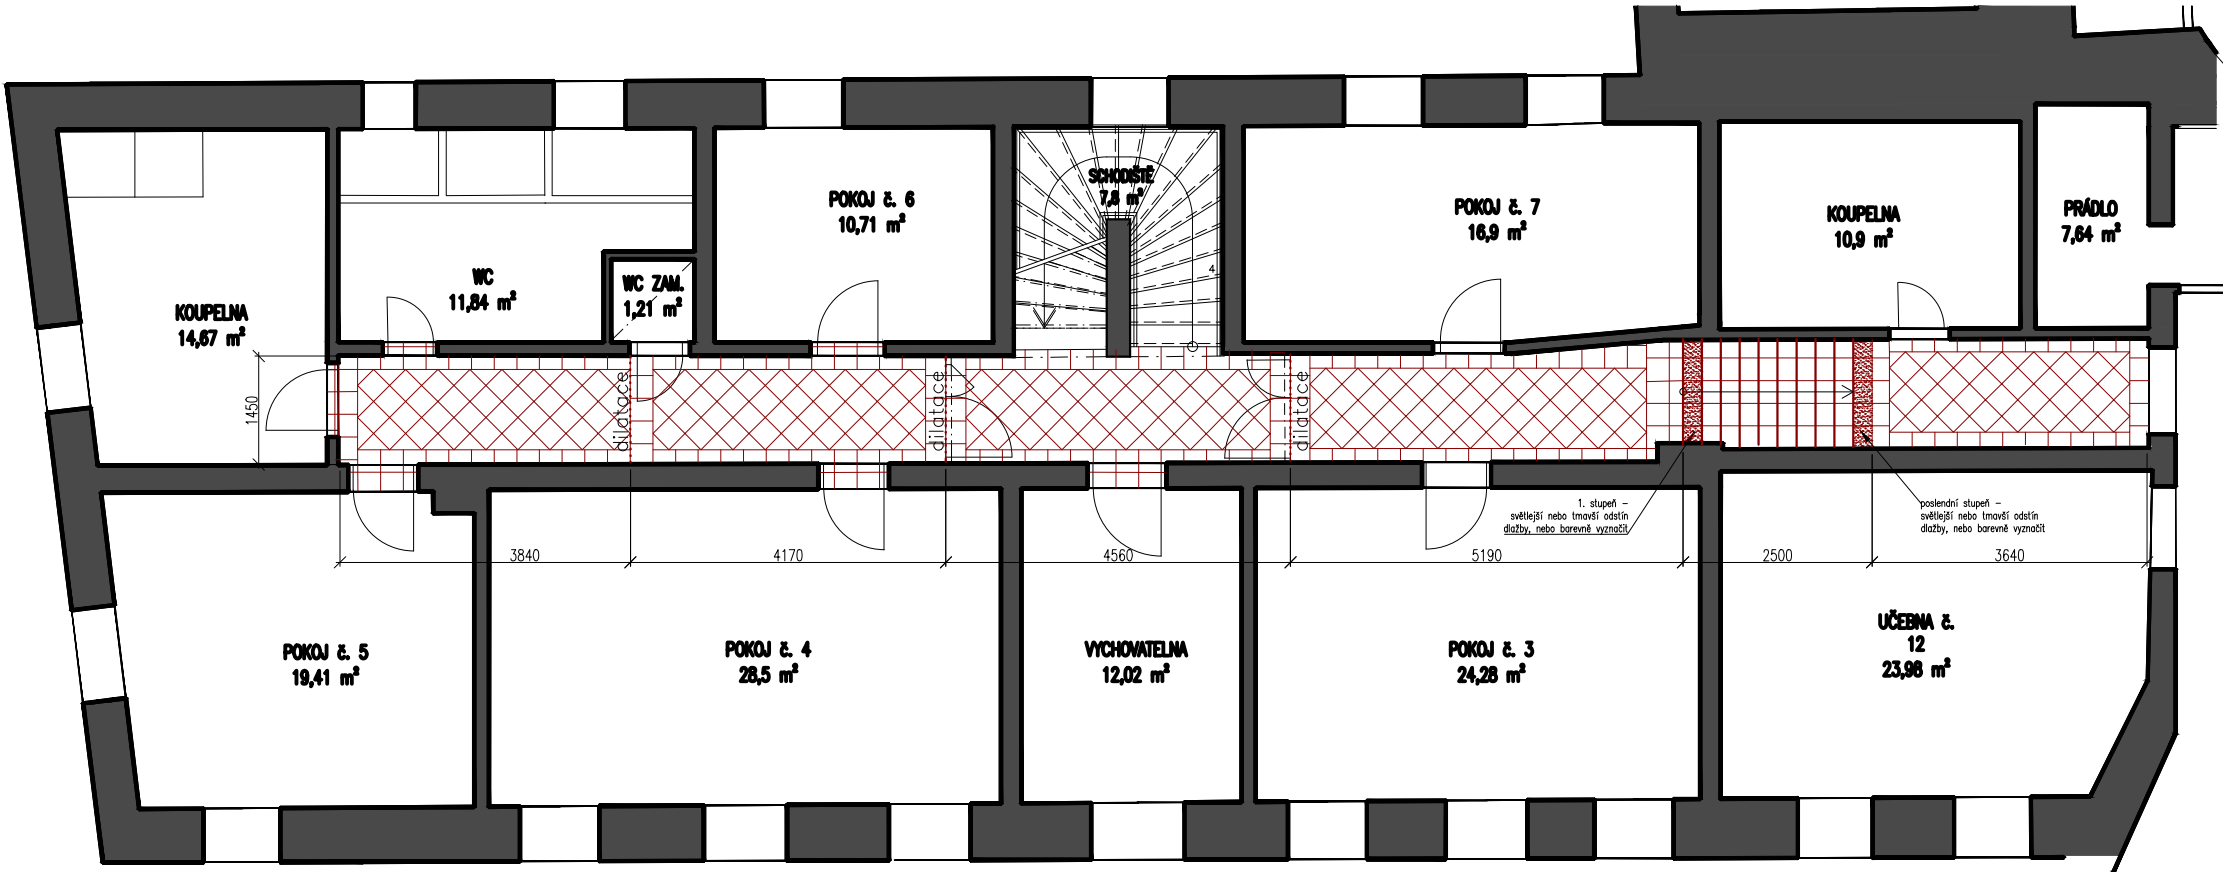 KOUPELNA
14,67 m²
WC
11,84 m²
WC ZAM.
1,21 m²
POKOJ č. 6
10,71 m²
SCHODIŠTĚ
7,8 m²
4
POKOJ č. 7
16,9 m²
KOUPELNA
10,9 m²
PRÁDLO
7,64 m²
1450
dilatace
dilatace
dilatace
1. stupeň –
světlejší nebo tmavší odstín
dlažby, nebo barevně vyznačit
poslendní stupeň –
světlejší nebo tmavší odstín
dlažby, nebo barevně vyznačit
3840
4170
4560
5190
2500
3640
POKOJ č. 5
19,41 m²
POKOJ č. 4
28,5 m²
VYCHOVATELNA
12,02 m²
POKOJ č. 3
24,28 m²
UČEBNA č.
12
23,98 m²